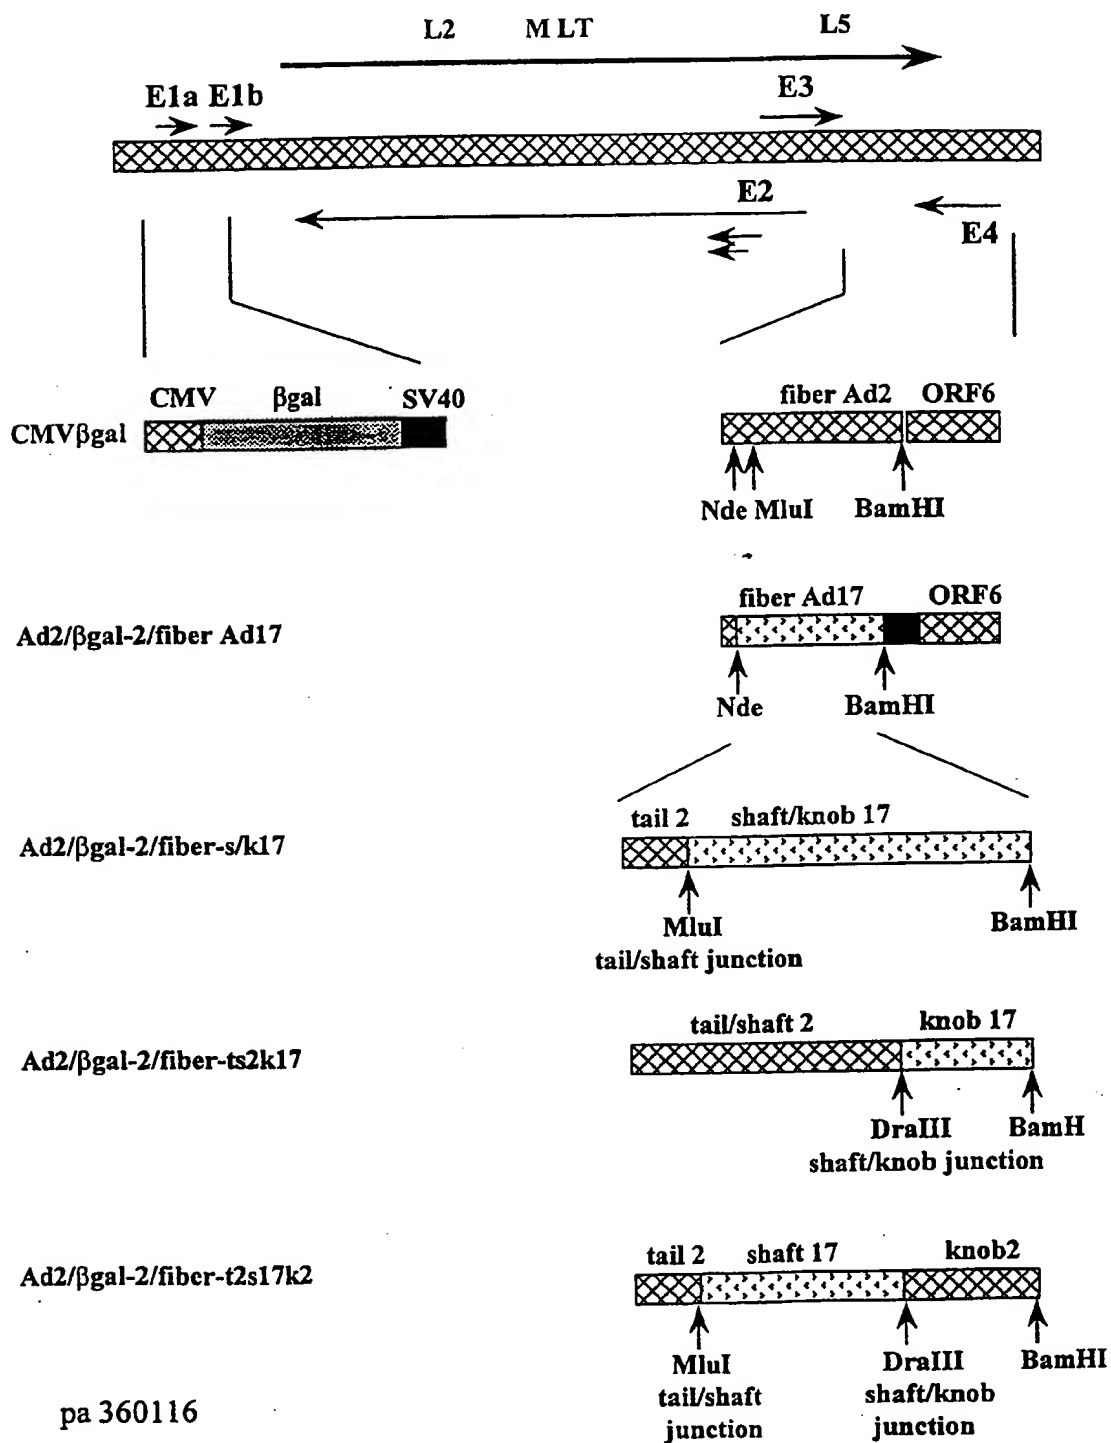 L2 M LT L5
E1a E1b E3
E2
E4
CMV βgal SV40
fiber Ad2 ORF6
CMVβgal
Nde MluI BamHI
fiber Ad17 ORF6
Ad2/βgal-2/fiber Ad17
Nde BamHI
tail 2 shaft/knob 17
Ad2/βgal-2/fiber-s/k17
MluI BamHI
tail/shaft junction
tail/shaft 2 knob 17
Ad2/βgal-2/fiber-ts2k17
DraIII BamH
shaft/knob junction
tail 2 shaft 17 knob2
Ad2/βgal-2/fiber-t2s17k2
MluI DraIII BamHI
tail/shaft shaft/knob
junction junction
pa 360116